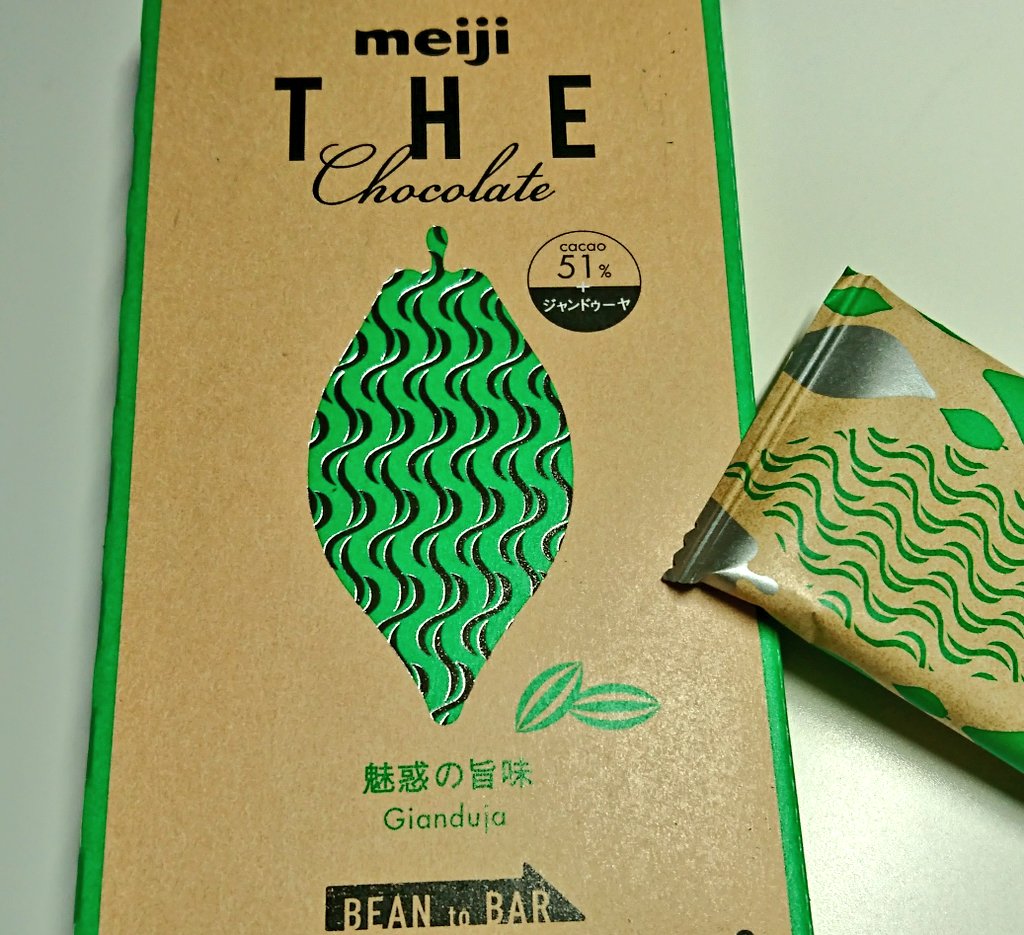 meiji
THE
Chocolate
cacao
51%
+
ジャンドゥーヤ
魅惑の旨味
Gianduja
BEAN to BAR